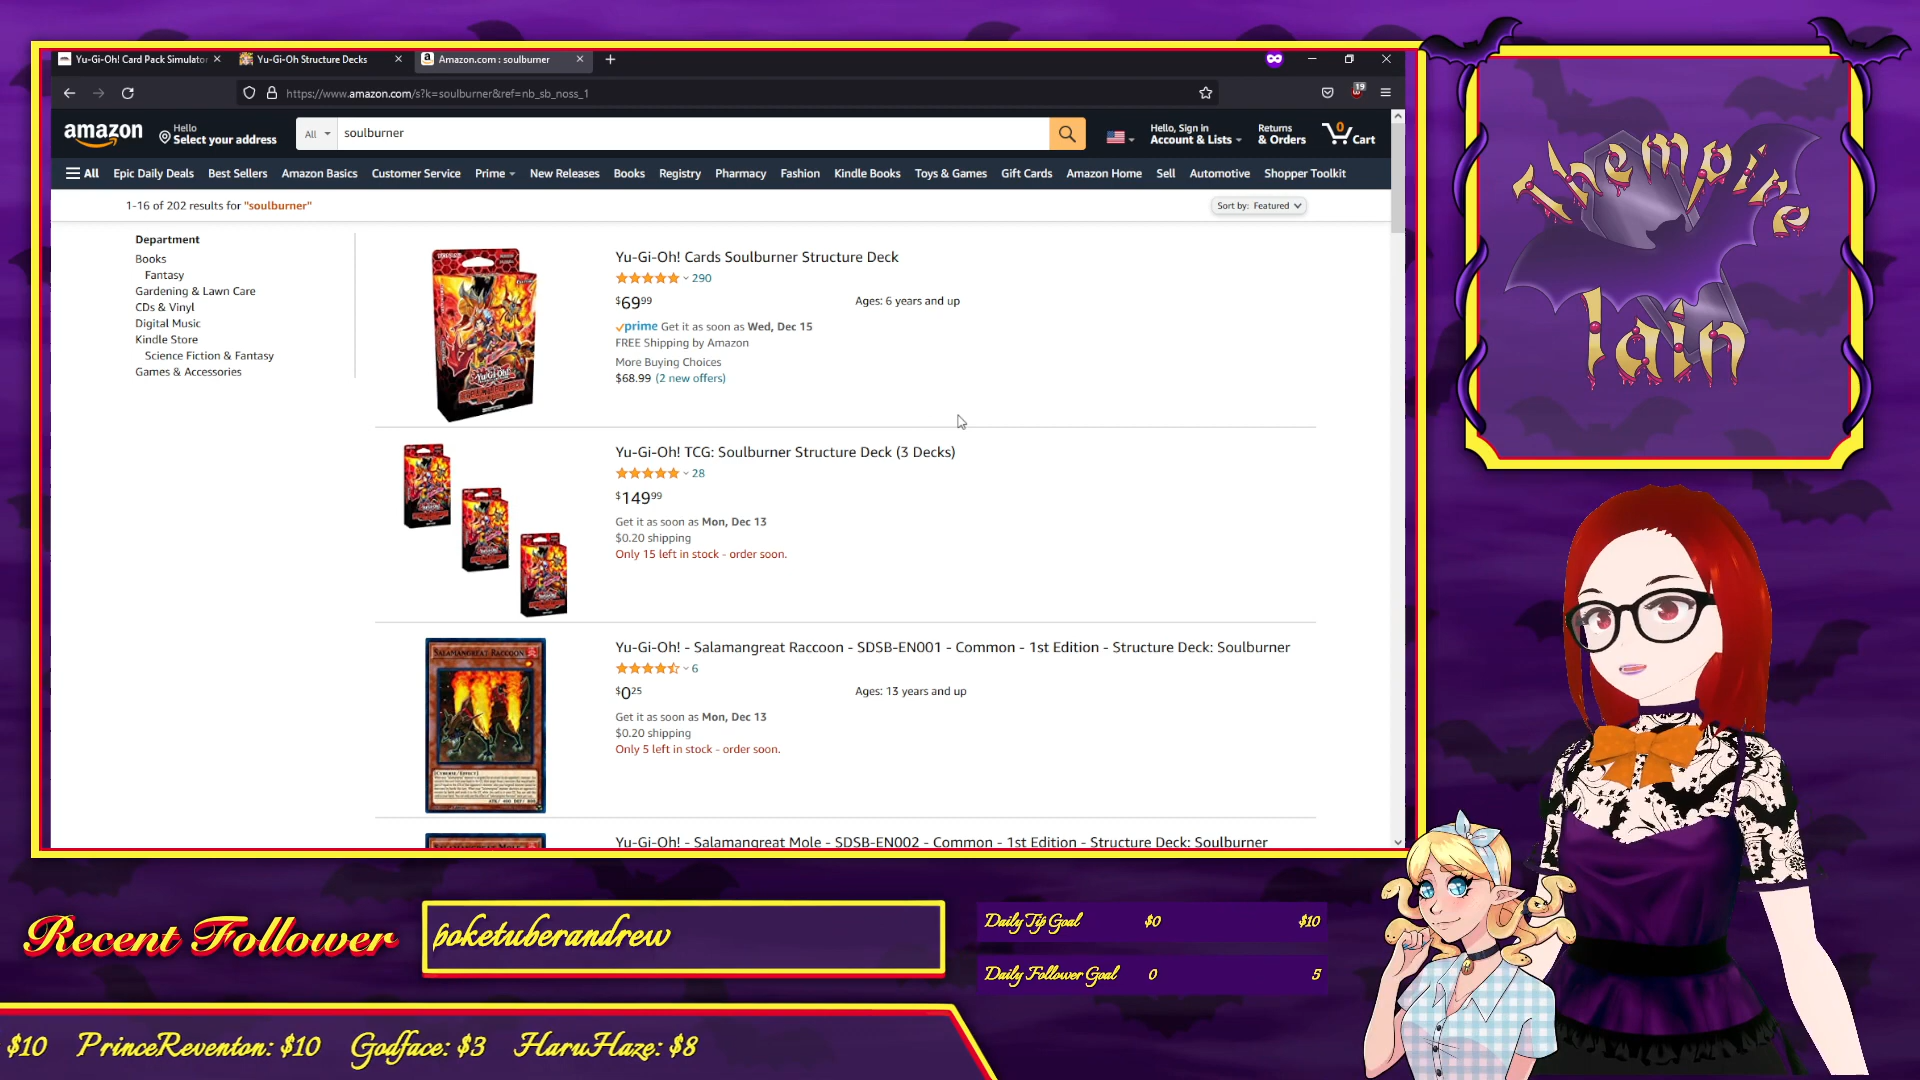 Yu-Gi-Oh! Card Pack Simulator
Yu-Gi-Oh Structure Decks
Amazon.com : soulburner
https://www.amazon.com/s?k=soulburner&ref=nb_sb_noss_1
19
amazon
Hello
Select your address
All
soulburner
Hello, Sign in
Account & Lists
Returns
& Orders
0
Cart
All
Epic Daily Deals
Best Sellers
Amazon Basics
Customer Service
Prime
New Releases
Books
Registry
Pharmacy
Fashion
Kindle Books
Toys & Games
Gift Cards
Amazon Home
Sell
Automotive
Shopper Toolkit
1-16 of 202 results for "soulburner"
Sort by: Featured
Department
Books
Fantasy
Gardening & Lawn Care
CDs & Vinyl
Digital Music
Kindle Store
Science Fiction & Fantasy
Games & Accessories
Yu-Gi-Oh! Cards Soulburner Structure Deck
290
$69.99
Ages: 6 years and up
prime Get it as soon as Wed, Dec 15
FREE Shipping by Amazon
More Buying Choices
$68.99 (2 new offers)
Yu-Gi-Oh! TCG: Soulburner Structure Deck (3 Decks)
28
$149.99
Get it as soon as Mon, Dec 13
$0.20 shipping
Only 15 left in stock - order soon.
Salamangreat Raccoon
Yu-Gi-Oh! - Salamangreat Raccoon - SDSB-EN001 - Common - 1st Edition - Structure Deck: Soulburner
6
$0.25
Ages: 13 years and up
Get it as soon as Mon, Dec 13
$0.20 shipping
Only 5 left in stock - order soon.
Salamangreat Mole
Yu-Gi-Oh! - Salamangreat Mole - SDSB-EN002 - Common - 1st Edition - Structure Deck: Soulburner
Thempire
Iain
Recent Follower
poketuberandrew
Daily Tip Goal $0 $10
Daily Follower Goal 0 5
$10 PrinceReventon: $10 Godface: $3 HaruHaze: $8